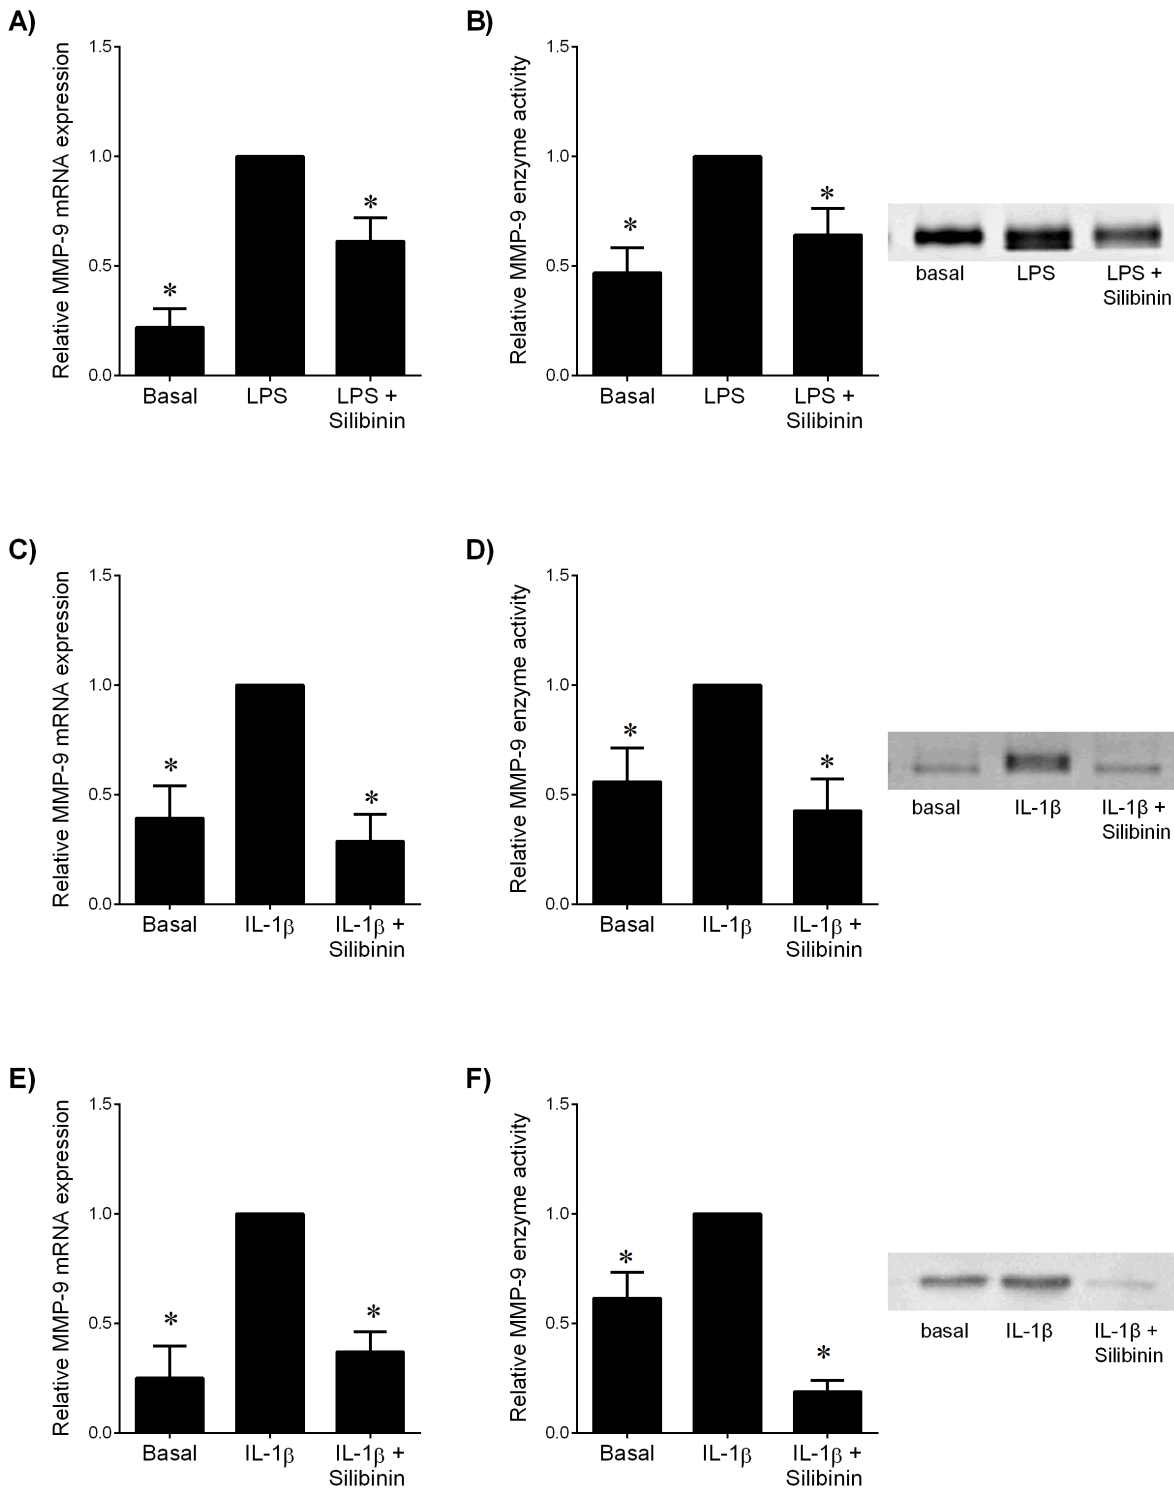 A)
Relative MMP-9 mRNA expression
1.5
1.0
0.5
0.0
*
*
Basal
LPS
LPS +
Silibinin
B)
Relative MMP-9 enzyme activity
1.5
1.0
0.5
0.0
*
*
Basal
LPS
LPS +
Silibinin
basal
LPS
LPS +
Silibinin
C)
Relative MMP-9 mRNA expression
1.5
1.0
0.5
0.0
*
*
Basal
IL-1β
IL-1β +
Silibinin
D)
Relative MMP-9 enzyme activity
1.5
1.0
0.5
0.0
*
*
Basal
IL-1β
IL-1β +
Silibinin
basal
IL-1β
IL-1β +
Silibinin
E)
Relative MMP-9 mRNA expression
1.5
1.0
0.5
0.0
*
*
Basal
IL-1β
IL-1β +
Silibinin
F)
Relative MMP-9 enzyme activity
1.5
1.0
0.5
0.0
*
*
Basal
IL-1β
IL-1β +
Silibinin
basal
IL-1β
IL-1β +
Silibinin